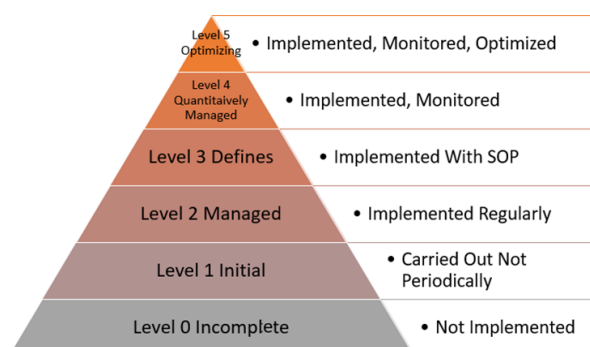 Level 5
Optimizing
• Implemented, Monitored, Optimized
Level 4
Quantitaively
Managed
• Implemented, Monitored
Level 3 Defines
• Implemented With SOP
Level 2 Managed
• Implemented Regularly
Level 1 Initial
• Carried Out Not
Periodically
Level 0 Incomplete
• Not Implemented